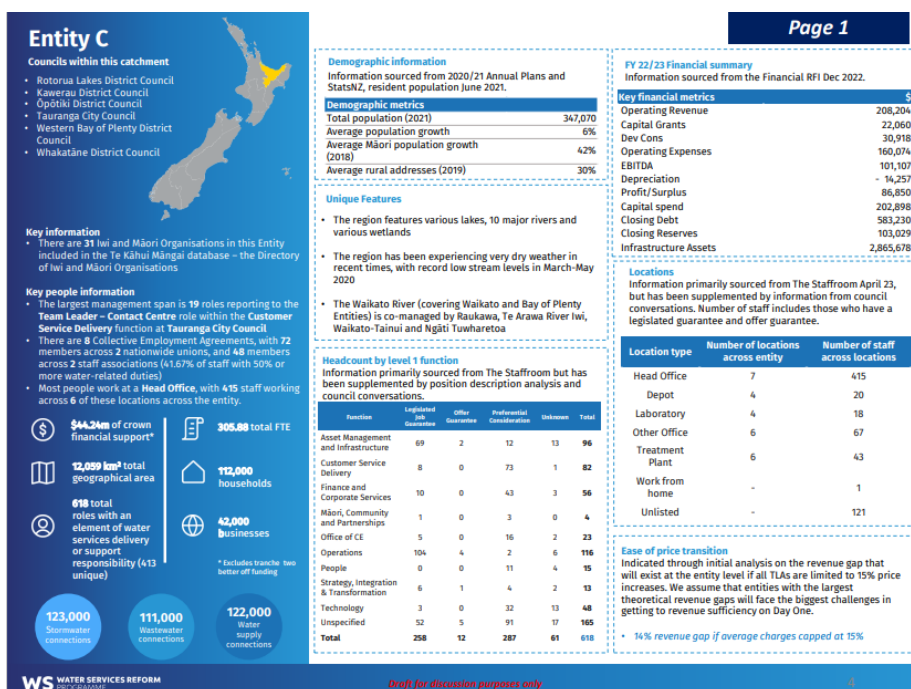 Page 1
Entity C
Councils within this catchment
• Rotorua Lakes District Council
• Kawerau District Council
• Ōpōtiki District Council
• Tauranga City Council
• Western Bay of Plenty District
Council
• Whakatāne District Council
Key information
• There are 31 Iwi and Māori Organisations in this Entity
included in the Te Kāhui Māngai database – the Directory
of Iwi and Māori Organisations
Key people information
• The largest management span is 19 roles reporting to the
Team Leader – Contact Centre role within the Customer
Service Delivery function at Tauranga City Council
• There are 8 Collective Employment Agreements, with 72
members across 2 nationwide unions, and 48 members
across 2 staff associations (41.67% of staff with 50% or
more water-related duties)
• Most people work at a Head Office, with 415 staff working
across 6 of these locations across the entity.
$44.24m of crown
financial support*
305.88 total FTE
12,059 km² total
geographical area
112,000
households
618 total
roles with an
element of water
services delivery
or support
responsibility (413
unique)
42,000
businesses
* Excludes tranche two
better off funding
123,000
Stormwater
connections
111,000
Wastewater
connections
122,000
Water
supply
connections
Demographic information
Information sourced from 2020/21 Annual Plans and
StatsNZ, resident population June 2021.
Demographic metrics
Total population (2021) 347,070
Average population growth 6%
Average Māori population growth
(2018) 42%
Average rural addresses (2019) 30%
Unique Features
• The region features various lakes, 10 major rivers and
various wetlands
• The region has been experiencing very dry weather in
recent times, with record low stream levels in March-May
2020
• The Waikato River (covering Waikato and Bay of Plenty
Entities) is co-managed by Raukawa, Te Arawa River Iwi,
Waikato-Tainui and Ngāti Tuwharetoa
Headcount by level 1 function
Information primarily sourced from The Staffroom but has
been supplemented by position description analysis and
council conversations.
Function Legislated Job Guarantee Offer Guarantee Preferential Consideration Unknown Total
Asset Management
and Infrastructure 69 2 12 13 96
Customer Service
Delivery 8 0 73 1 82
Finance and
Corporate Services 10 0 43 3 56
Māori, Community
and Partnerships 1 0 3 0 4
Office of CE 5 0 16 2 23
Operations 104 4 2 6 116
People 0 0 11 4 15
Strategy, Integration
& Transformation 6 1 4 2 13
Technology 3 0 32 13 48
Unspecified 52 5 91 17 165
Total 258 12 287 61 618
FY 22/23 Financial summary
Information sourced from the Financial RFI Dec 2022.
Key financial metrics $
Operating Revenue 208,204
Capital Grants 22,060
Dev Cons 30,918
Operating Expenses 160,074
EBITDA 101,107
Depreciation - 14,257
Profit/Surplus 86,850
Capital spend 202,898
Closing Debt 583,230
Closing Reserves 103,029
Infrastructure Assets 2,865,678
Locations
Information primarily sourced from The Staffroom April 23,
but has been supplemented by information from council
conversations. Number of staff includes those who have a
legislated guarantee and offer guarantee.
Location type Number of locations across entity Number of staff across locations
Head Office 7 415
Depot 4 20
Laboratory 4 18
Other Office 6 67
Treatment
Plant 6 43
Work from
home - 1
Unlisted - 121
Ease of price transition
Indicated through initial analysis on the revenue gap that
will exist at the entity level if all TLAs are limited to 15% price
increases. We assume that entities with the largest
theoretical revenue gaps will face the biggest challenges in
getting to revenue sufficiency on Day One.
• 14% revenue gap if average charges capped at 15%
WS WATER SERVICES REFORM
PROGRAMME
Draft for discussion purposes only
4